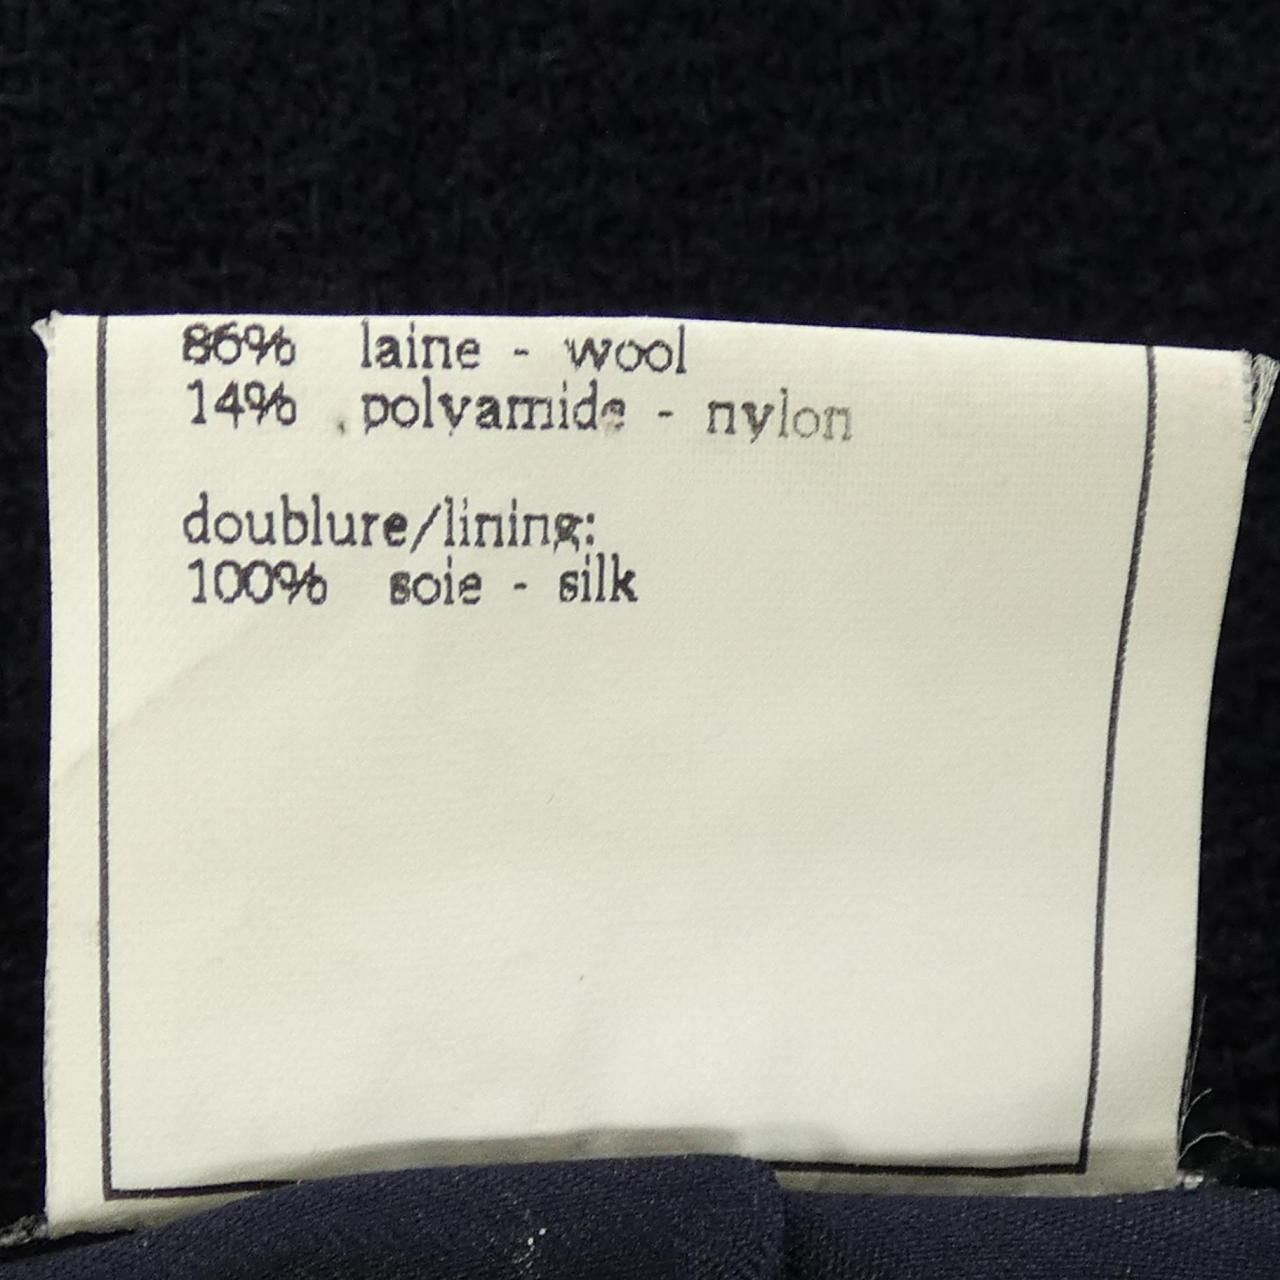 86% laine - wool
14% polyamide - nylon
doublure/lining:
100% soie - silk